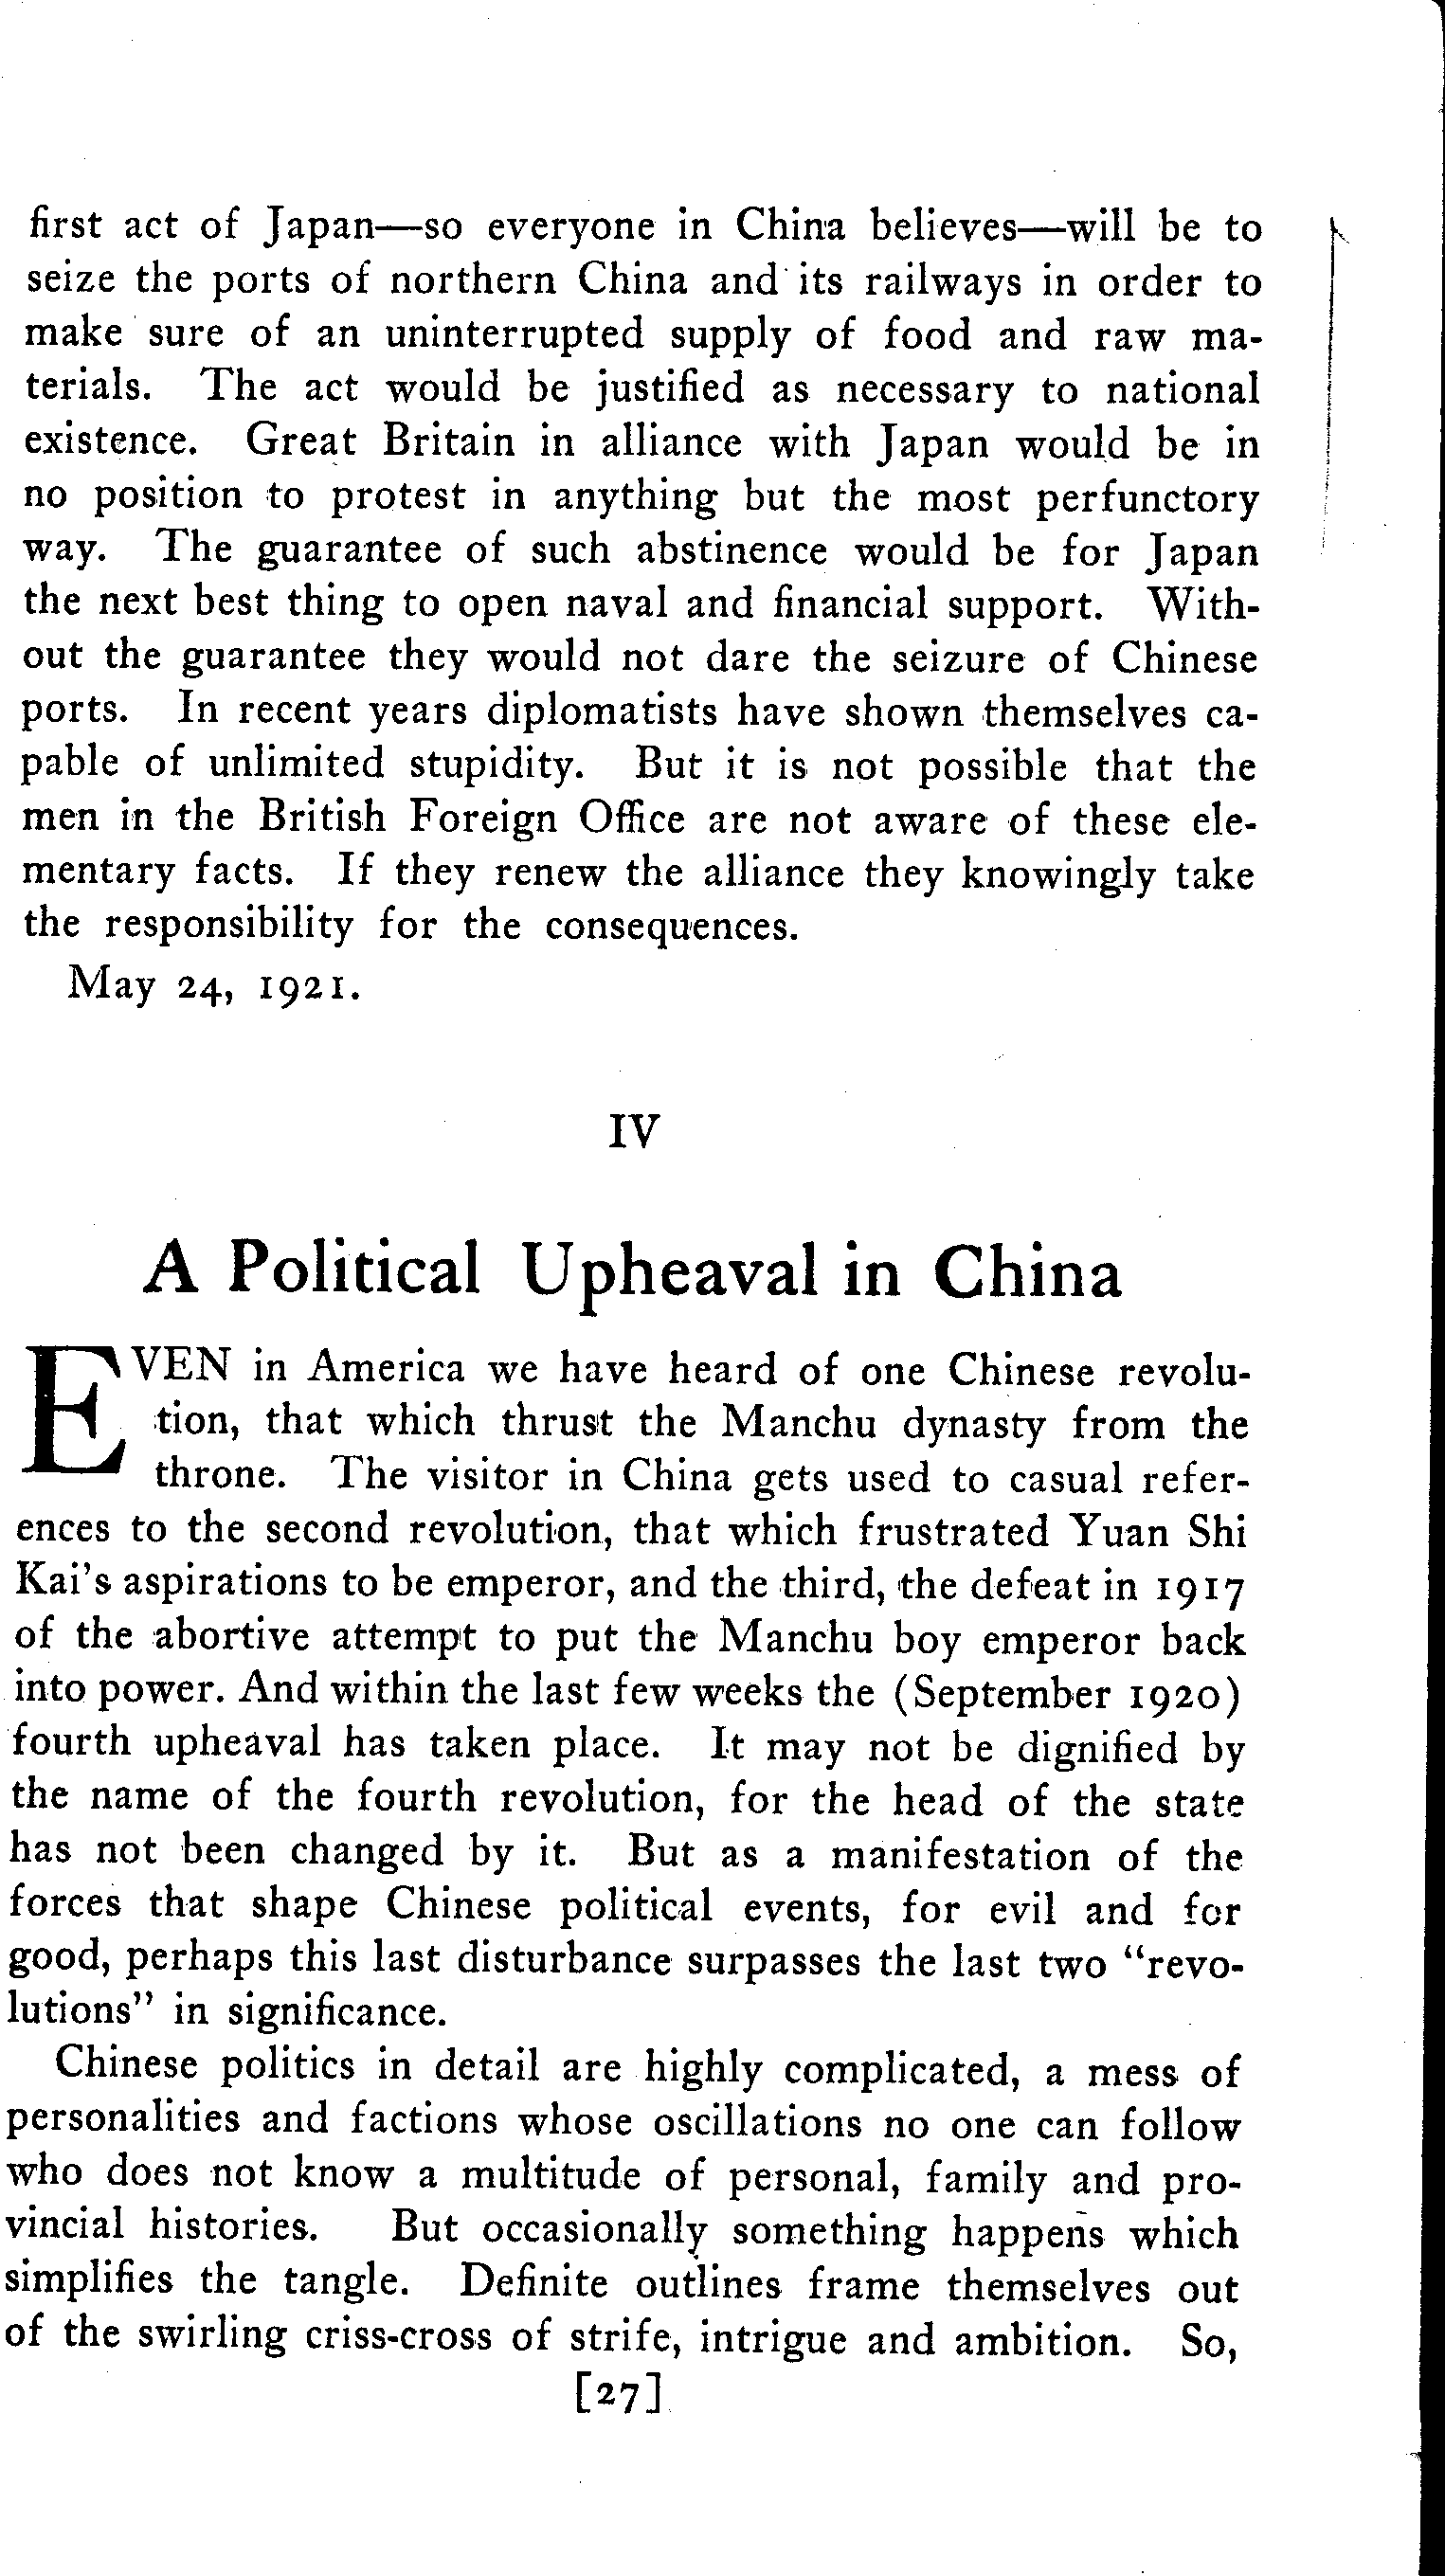 first act of Japan—so everyone in China believes—will be to
seize the ports of northern China and its railways in order to
make sure of an uninterrupted supply of food and raw ma-
terials. The act would be justified as necessary to national
existence. Great Britain in alliance with Japan would be in
no position to protest in anything but the most perfunctory
way. The guarantee of such abstinence would be for Japan
the next best thing to open naval and financial support. With-
out the guarantee they would not dare the seizure of Chinese
ports. In recent years diplomatists have shown themselves ca-
pable of unlimited stupidity. But it is not possible that the
men in the British Foreign Office are not aware of these ele-
mentary facts. If they renew the alliance they knowingly take
the responsibility for the consequences.
May 24, 1921.
IV
A Political Upheaval in China
EVEN in America we have heard of one Chinese revolu-
tion, that which thrust the Manchu dynasty from the
throne. The visitor in China gets used to casual refer-
ences to the second revolution, that which frustrated Yuan Shi
Kai's aspirations to be emperor, and the third, the defeat in 1917
of the abortive attempt to put the Manchu boy emperor back
into power. And within the last few weeks the (September 1920)
fourth upheaval has taken place. It may not be dignified by
the name of the fourth revolution, for the head of the state
has not been changed by it. But as a manifestation of the
forces that shape Chinese political events, for evil and for
good, perhaps this last disturbance surpasses the last two "revo-
lutions" in significance.
Chinese politics in detail are highly complicated, a mess of
personalities and factions whose oscillations no one can follow
who does not know a multitude of personal, family and pro-
vincial histories. But occasionally something happens which
simplifies the tangle. Definite outlines frame themselves out
of the swirling criss-cross of strife, intrigue and ambition. So,
[27]